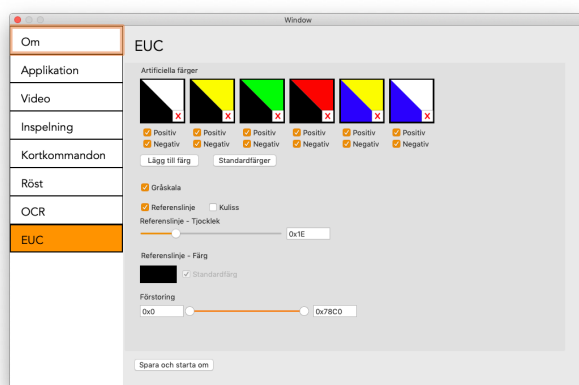 Window
Om
Applikation
Video
Inspelning
Kortkommandon
Röst
OCR
EUC
EUC
Artificiella färger
X X X X X X
Positiv Positiv Positiv Positiv Positiv Positiv
Negativ Negativ Negativ Negativ Negativ Negativ
Lägg till färg Standardfärger
Gråskala
Referenslinje Kuliss
Referenslinje - Tjocklek
0x1E
Referenslinje - Färg
Standardfärg
Förstoring
0x0 0x78C0
Spara och starta om